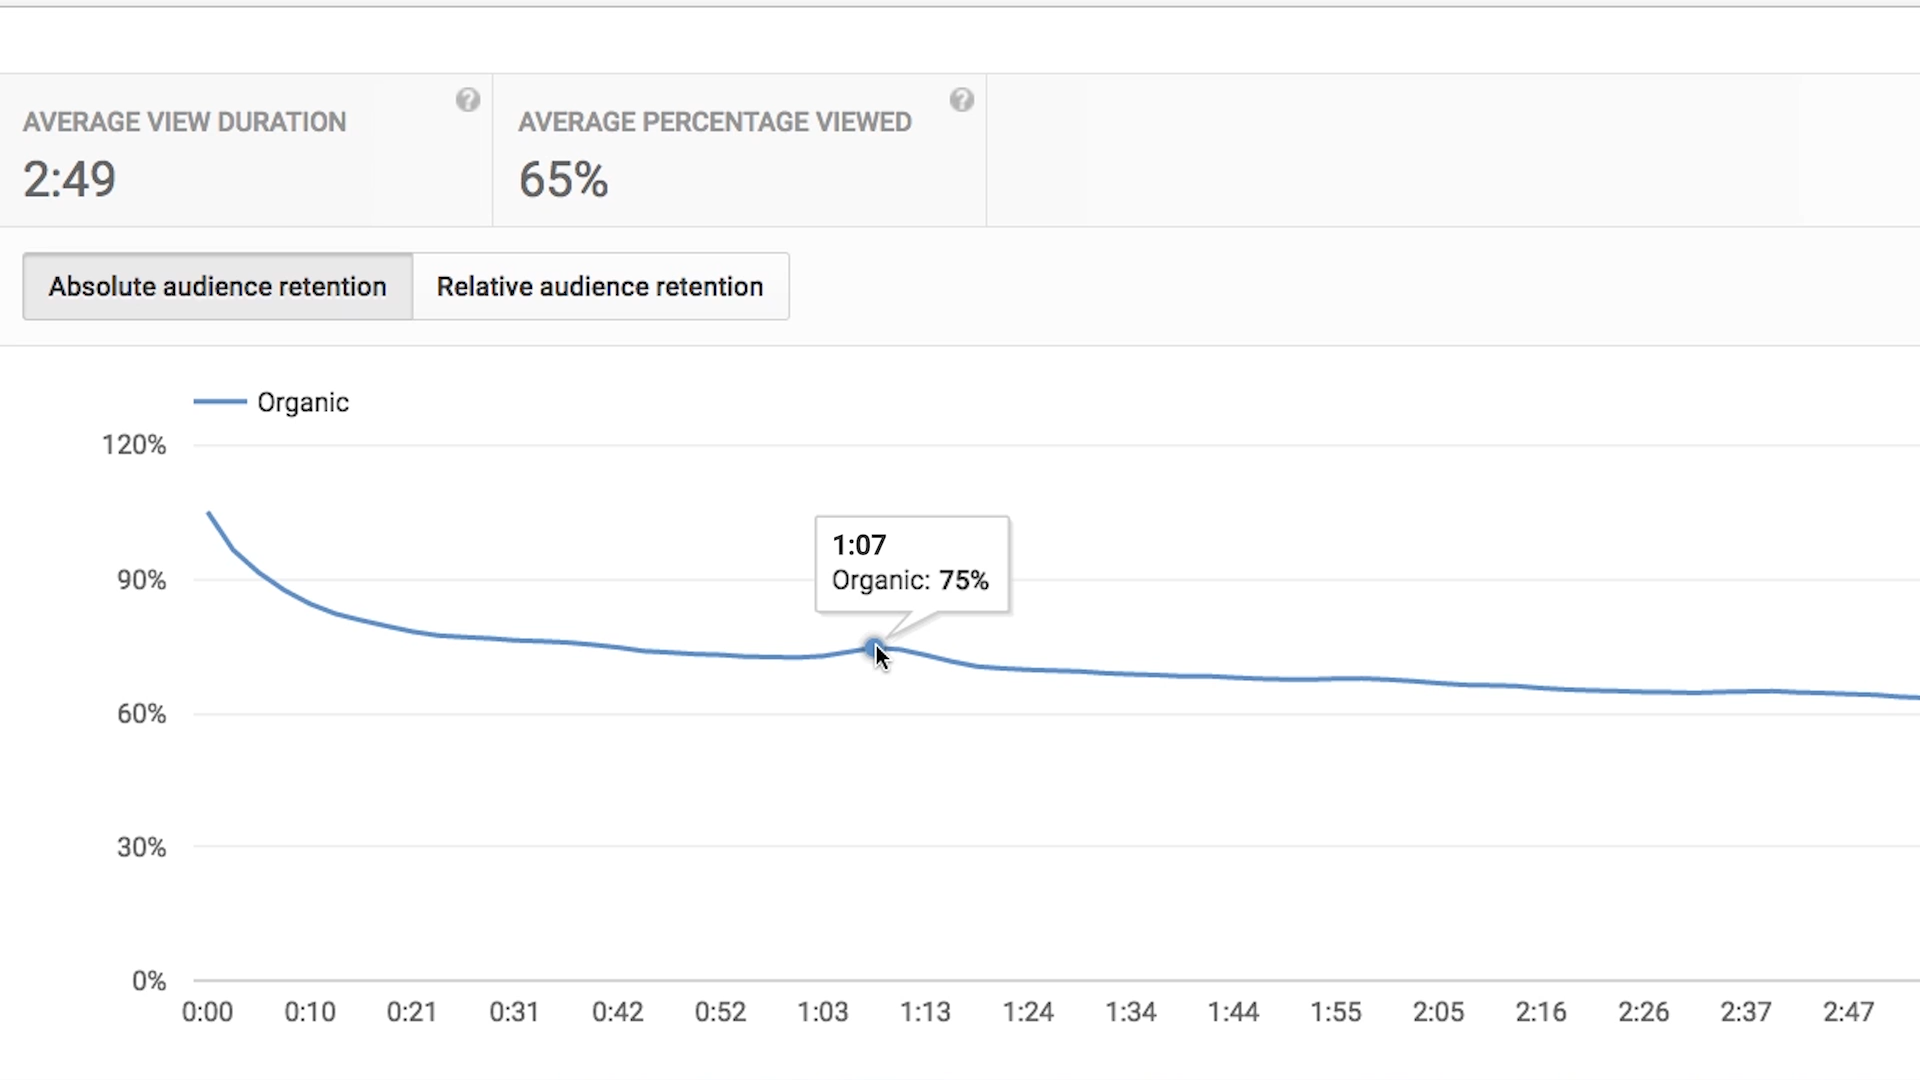 AVERAGE VIEW DURATION
2:49
AVERAGE PERCENTAGE VIEWED
65%
Absolute audience retention
Relative audience retention
Organic
120%
90%
60%
30%
0%
1:07
Organic: 75%
0:00 0:10 0:21 0:31 0:42 0:52 1:03 1:13 1:24 1:34 1:44 1:55 2:05 2:16 2:26 2:37 2:47